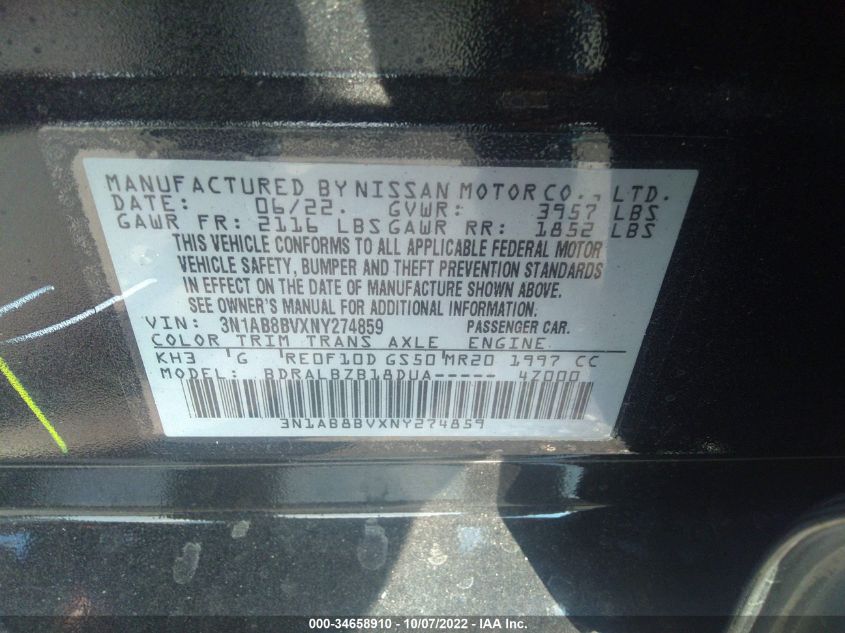 MANUFACTURED BY NISSAN MOTOR CO., LTD.
DATE: 06/22. GVWR: 3957 LBS
GAWR FR: 2116 LBS GAWR RR: 1852 LBS
THIS VEHICLE CONFORMS TO ALL APPLICABLE FEDERAL MOTOR
VEHICLE SAFETY, BUMPER AND THEFT PREVENTION STANDARDS
IN EFFECT ON THE DATE OF MANUFACTURE SHOWN ABOVE.
SEE OWNER'S MANUAL FOR ADDITIONAL INFORMATION.
VIN: 3N1AB8BVXNY274859 PASSENGER CAR.
COLOR TRIM TRANS AXLE ENGINE
KH3 'G 'RE0F10D GS50 MR20 1997 CC
MODEL: BDRALBZB18DUA----- 47000
3N1AB8BVXNY274859
000-34658910 - 10/07/2022 - IAA Inc.